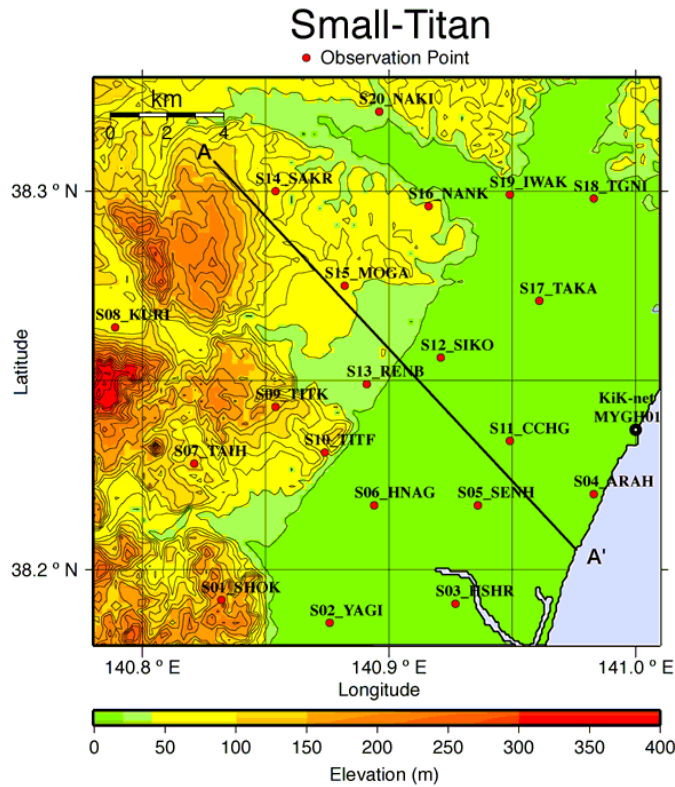 Small-Titan
Observation Point
km
0 2 4
S20_NAKI
A
38.3 ° N
S14_SAKR
S16_NANK
S19_IWAK
S18_TGNI
S15_MOGA
S17_TAKA
S08_KURI
S12_SIKO
S13_RENB
Latitude
S09_TITK
KiK-net
MYGH01
S11_CCHG
S10_TITF
S07_TAIH
S04_ARAH
S06_HNAG
S05_SENH
A'
38.2 ° N
S01_SHOK
S03_HSHR
S02_YAGI
140.8 ° E
140.9 ° E
141.0 ° E
Longitude
0 50 100 150 200 250 300 350 400
Elevation (m)